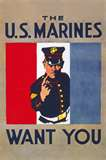 THE
U.S. MARINES
WANT YOU